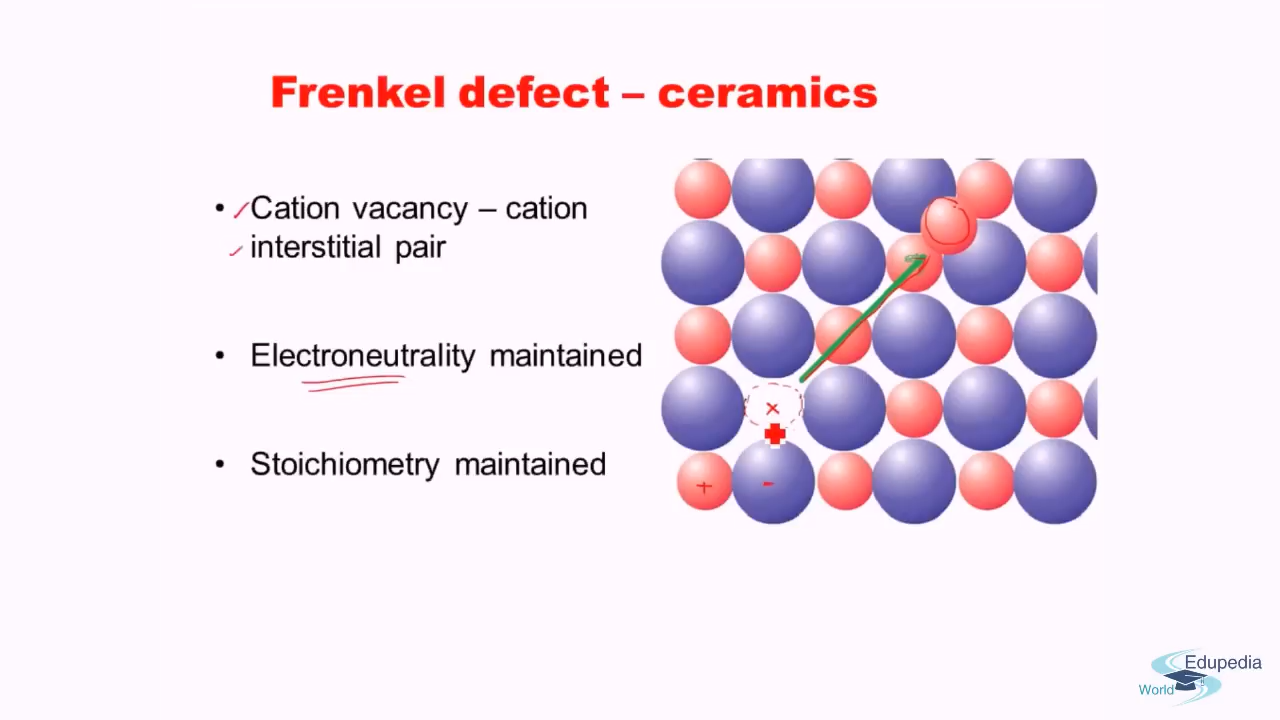 Frenkel defect – ceramics
• Cation vacancy – cation
interstitial pair
• Electroneutrality maintained
• Stoichiometry maintained
×
+ -
Edupedia
World